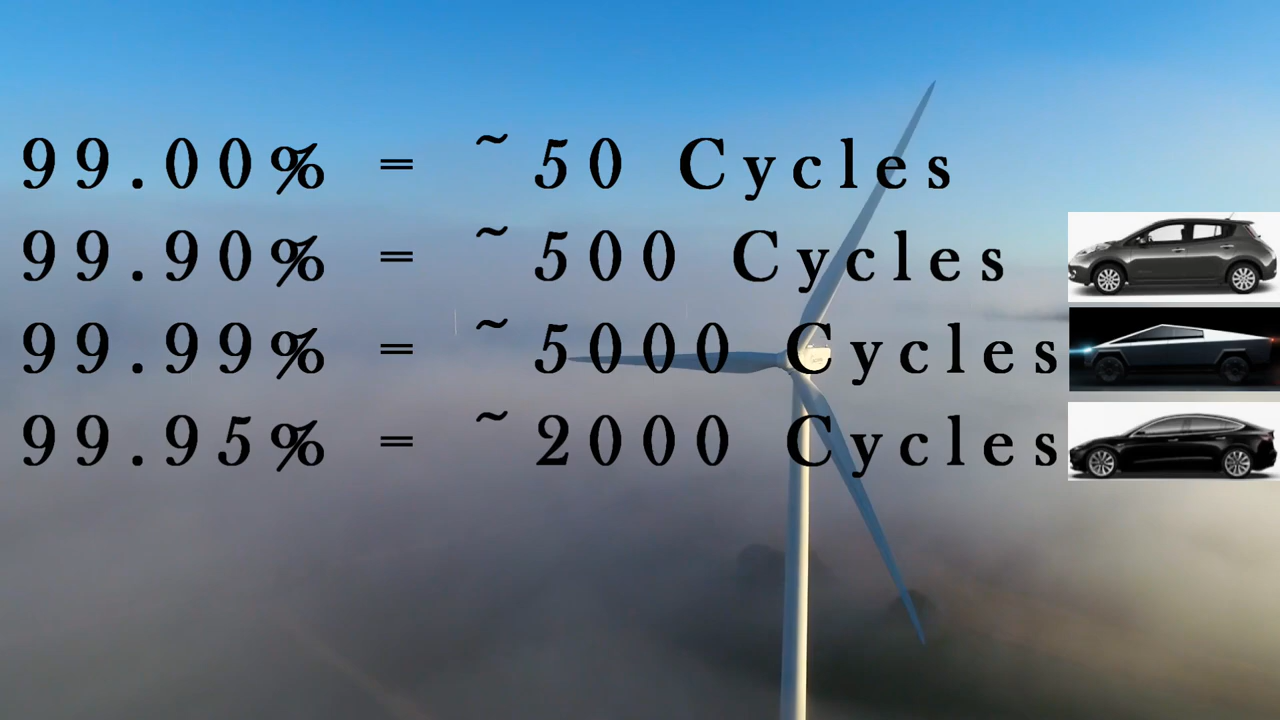 99.00% = ~50 Cycles
99.90% = ~500 Cycles
99.99% = ~5000 Cycles
99.95% = ~2000 Cycles